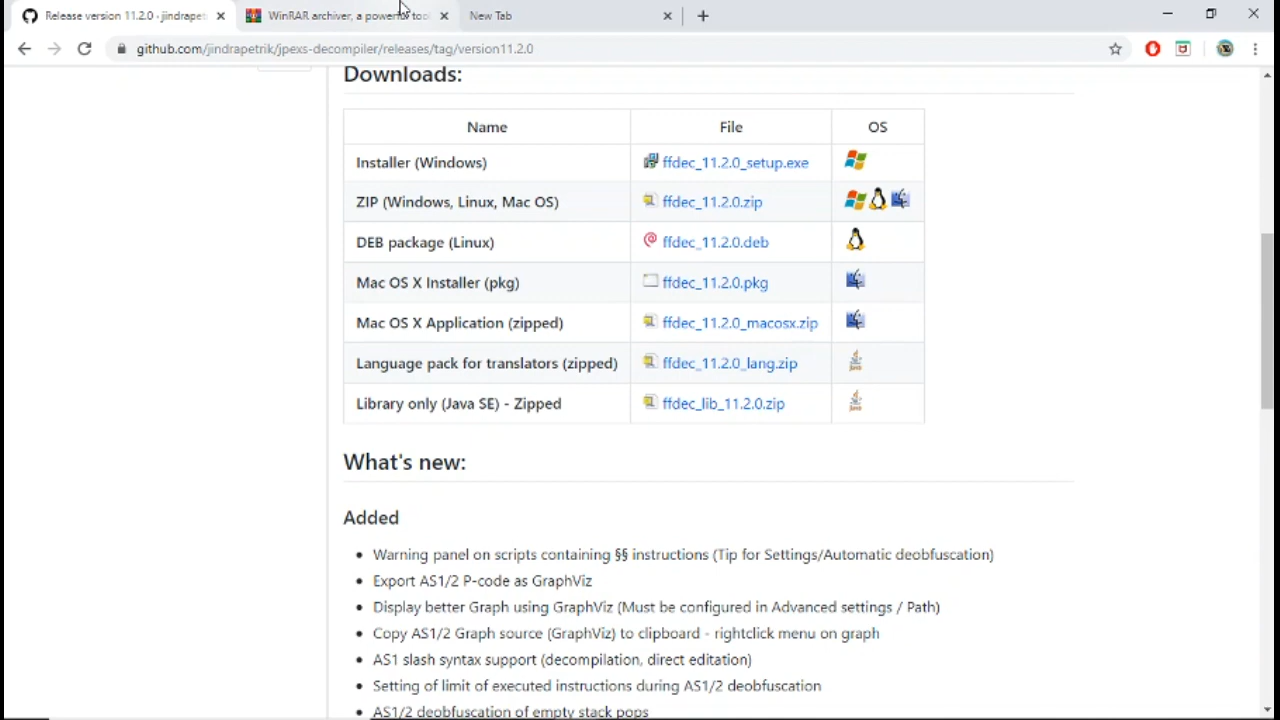 Release version 11.2.0 · jindrapet
WinRAR archiver, a powerful tool
New Tab
github.com/jindrapetrik/jpexs-decompiler/releases/tag/version11.2.0
Downloads:
Name File OS
Installer (Windows) ffdec_11.2.0_setup.exe
ZIP (Windows, Linux, Mac OS) ffdec_11.2.0.zip
DEB package (Linux) ffdec_11.2.0.deb
Mac OS X Installer (pkg) ffdec_11.2.0.pkg
Mac OS X Application (zipped) ffdec_11.2.0_macosx.zip
Language pack for translators (zipped) ffdec_11.2.0_lang.zip
Library only (Java SE) - Zipped ffdec_lib_11.2.0.zip
What's new:
Added
• Warning panel on scripts containing §§ instructions (Tip for Settings/Automatic deobfuscation)
• Export AS1/2 P-code as GraphViz
• Display better Graph using GraphViz (Must be configured in Advanced settings / Path)
• Copy AS1/2 Graph source (GraphViz) to clipboard - rightclick menu on graph
• AS1 slash syntax support (decompilation, direct editation)
• Setting of limit of executed instructions during AS1/2 deobfuscation
• AS1/2 deobfuscation of empty stack pops